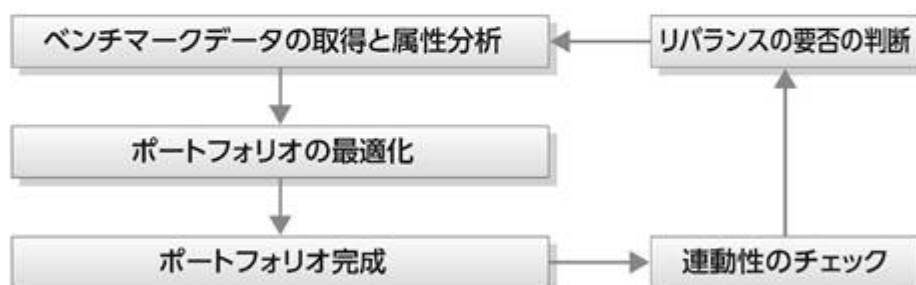 ベンチマークデータの取得と属性分析
リバランスの要否の判断
ポートフォリオの最適化
ポートフォリオ完成
連動性のチェック